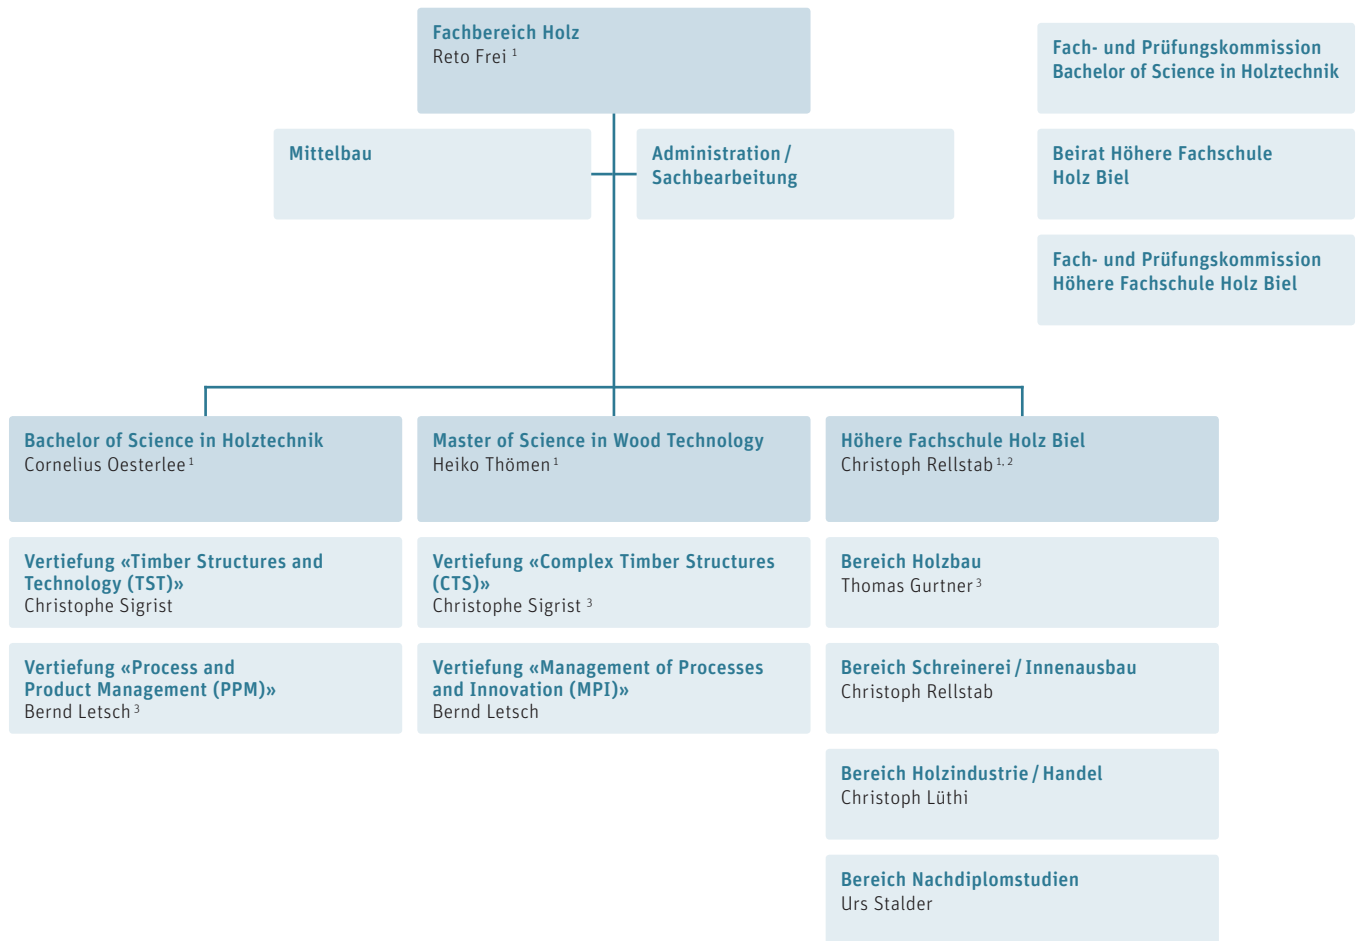 Fachbereich Holz
Reto Frei ¹
Fach- und Prüfungskommission
Bachelor of Science in Holztechnik
Mittelbau
Administration / 
Sachbearbeitung
Beirat Höhere Fachschule
Holz Biel
Fach- und Prüfungskommission
Höhere Fachschule Holz Biel
Bachelor of Science in Holztechnik
Cornelius Oesterlee ¹
Master of Science in Wood Technology
Heiko Thömen ¹
Höhere Fachschule Holz Biel
Christoph Rellstab ¹, ²
Vertiefung «Timber Structures and
Technology (TST)»
Christophe Sigrist
Vertiefung «Complex Timber Structures
(CTS)»
Christophe Sigrist ³
Bereich Holzbau
Thomas Gurtner ³
Vertiefung «Process and
Product Management (PPM)»
Bernd Letsch ³
Vertiefung «Management of Processes
and Innovation (MPI)»
Bernd Letsch
Bereich Schreinerei / Innenausbau
Christoph Rellstab
Bereich Holzindustrie / Handel
Christoph Lüthi
Bereich Nachdiplomstudien
Urs Stalder